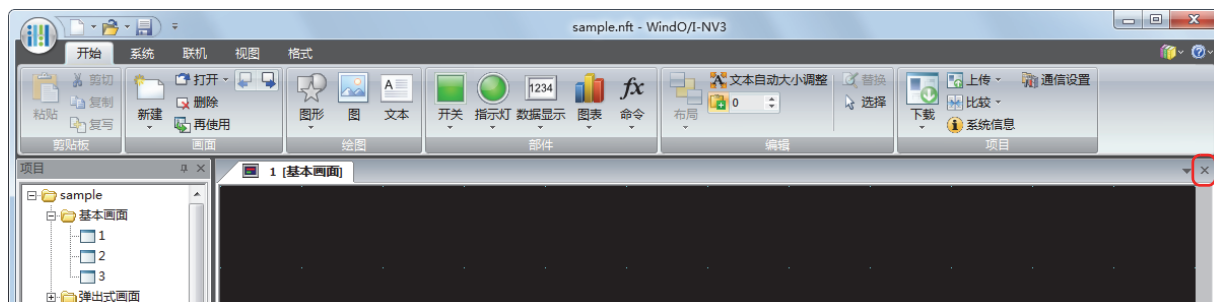 sample.nft - WindO/I-NV3
开始 系统 联机 视图 格式
剪切
复制
粘贴
复写
剪贴板
新建
打开
删除
再使用
画面
图形 图 文本
绘图
1234
开关 指示灯 数据显示 图表 fx 命令
部件
布局
文本自动大小调整
0
替换
选择
编辑
下载
上传
比较
系统信息
通信设置
项目
项目
1 [基本画面]
sample
基本画面
1
2
3
弹出式画面